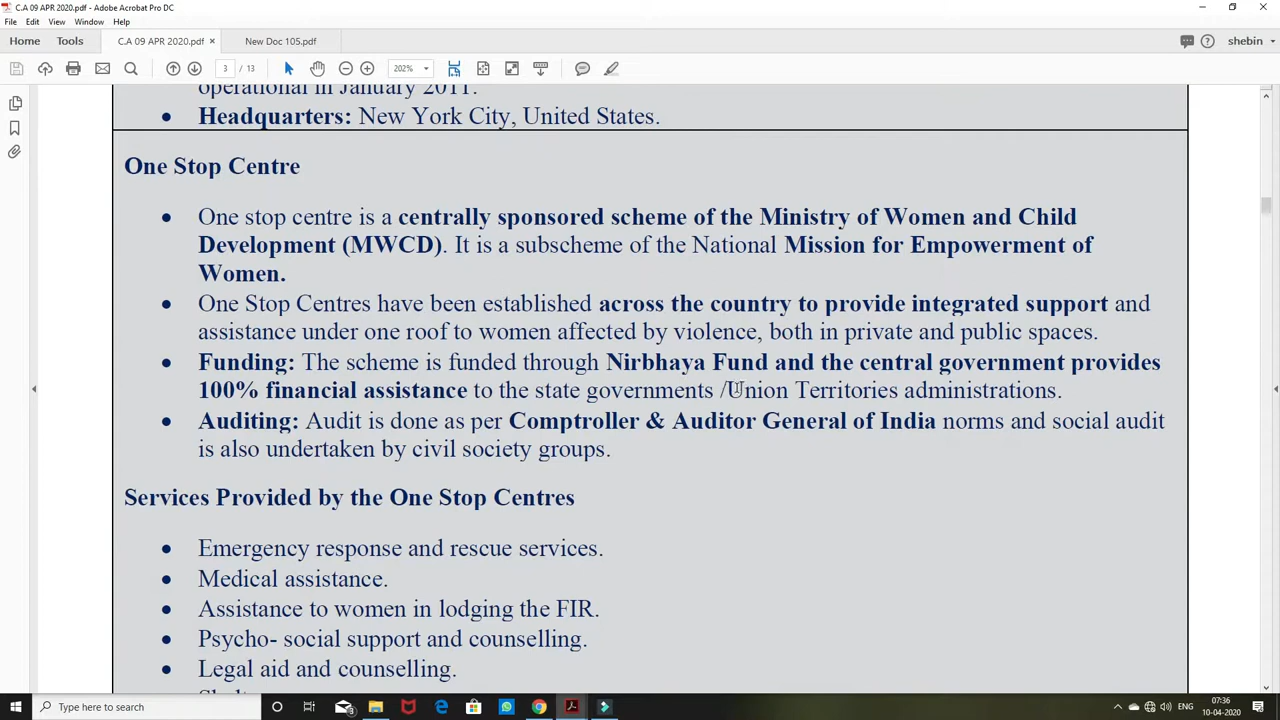 C.A 09 APR 2020.pdf - Adobe Acrobat Pro DC
File Edit View Window Help
Home Tools C.A 09 APR 2020.pdf × New Doc 105.pdf shebin
3 / 13 202%
operational in January 2011.
• Headquarters: New York City, United States.
One Stop Centre
• One stop centre is a centrally sponsored scheme of the Ministry of Women and Child
Development (MWCD). It is a subscheme of the National Mission for Empowerment of
Women.
• One Stop Centres have been established across the country to provide integrated support and
assistance under one roof to women affected by violence, both in private and public spaces.
• Funding: The scheme is funded through Nirbhaya Fund and the central government provides
100% financial assistance to the state governments /Union Territories administrations.
• Auditing: Audit is done as per Comptroller & Auditor General of India norms and social audit
is also undertaken by civil society groups.
Services Provided by the One Stop Centres
• Emergency response and rescue services.
• Medical assistance.
• Assistance to women in lodging the FIR.
• Psycho- social support and counselling.
• Legal aid and counselling.
Type here to search
ENG
07:36
10-04-2020